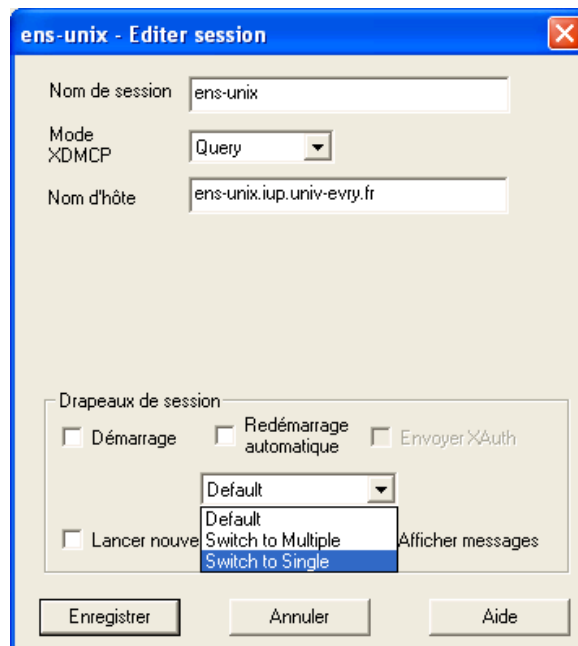 ens-unix - Editer session
Nom de session
ens-unix
Mode
XDMCP
Query
Nom d'hôte
ens-unix.iup.univ-evry.fr
Drapeaux de session
Démarrage
Redémarrage
automatique
Envoyer XAuth
Default
Default
Switch to Multiple
Switch to Single
Lancer nouve
Afficher messages
Enregistrer
Annuler
Aide